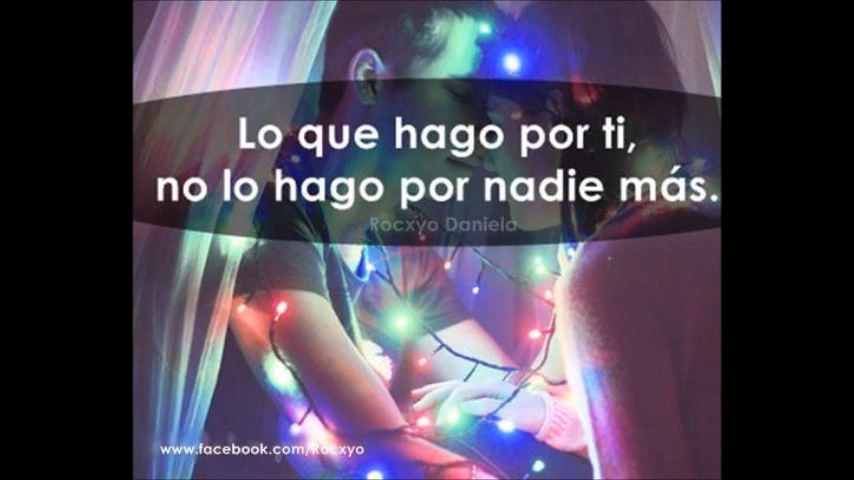 Lo que hago por ti,
no lo hago por nadie más.
Rocxyo Daniela
www.facebook.com/Rocxyo